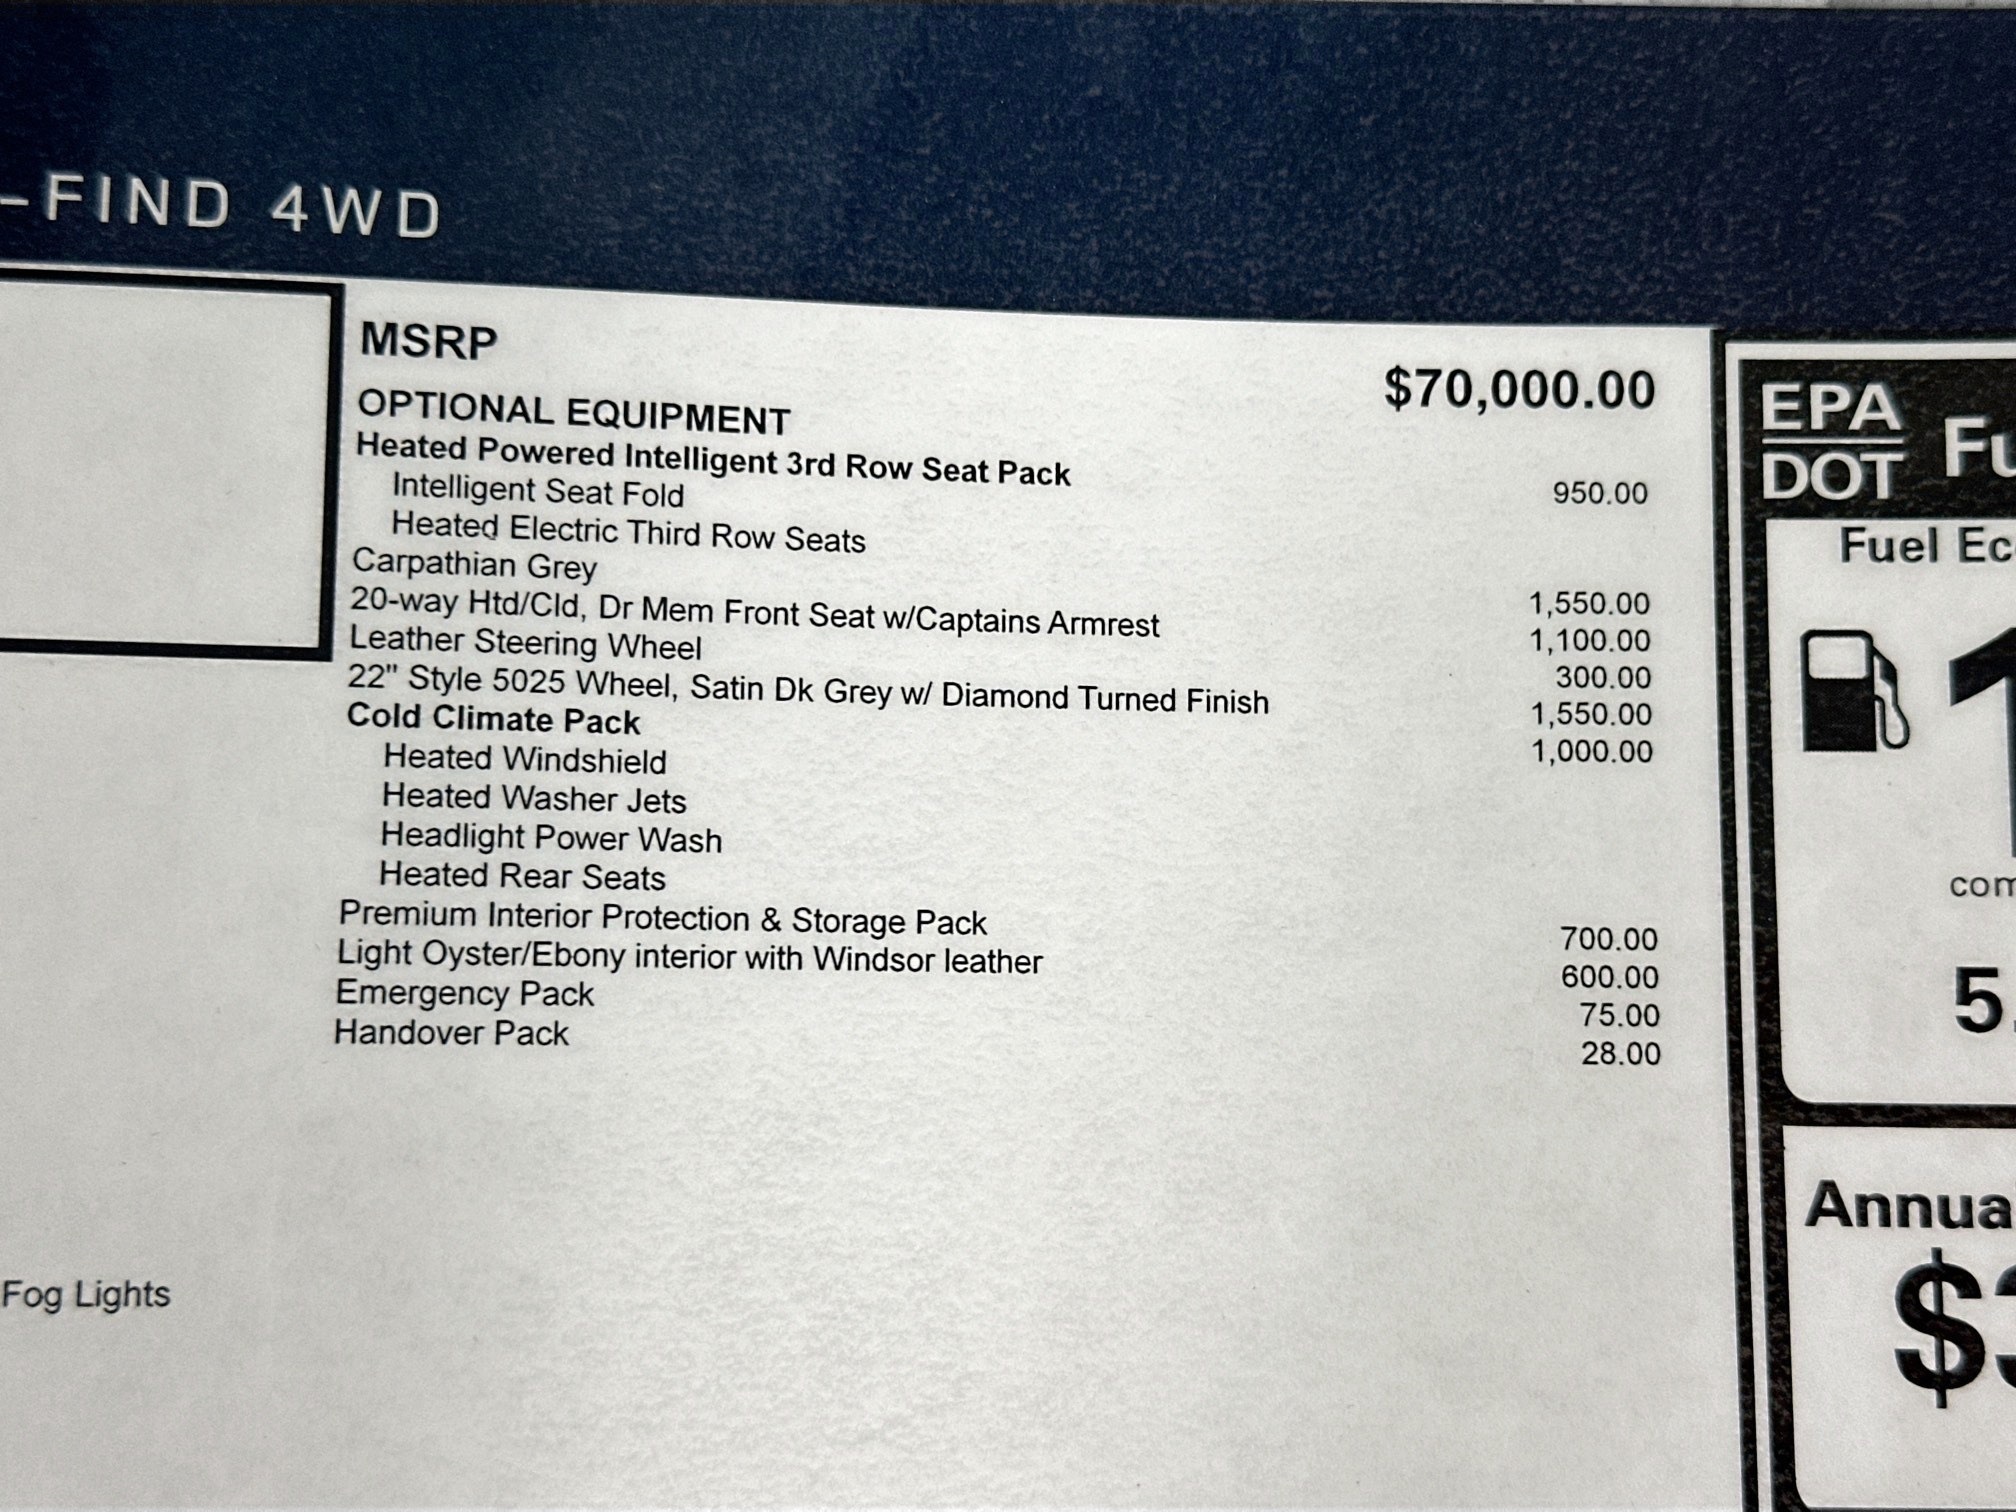 -FIND 4WD
MSRP $70,000.00
OPTIONAL EQUIPMENT
Heated Powered Intelligent 3rd Row Seat Pack 950.00
Intelligent Seat Fold
Heated Electric Third Row Seats
Carpathian Grey 1,550.00
20-way Htd/Cld, Dr Mem Front Seat w/Captains Armrest 1,100.00
Leather Steering Wheel 300.00
22" Style 5025 Wheel, Satin Dk Grey w/ Diamond Turned Finish 1,550.00
Cold Climate Pack 1,000.00
Heated Windshield
Heated Washer Jets
Headlight Power Wash
Heated Rear Seats
Premium Interior Protection & Storage Pack 700.00
Light Oyster/Ebony interior with Windsor leather 600.00
Emergency Pack 75.00
Handover Pack 28.00
Fog Lights
EPA
DOT
Fu
Fuel Ec
1
com
5.
Annua
$